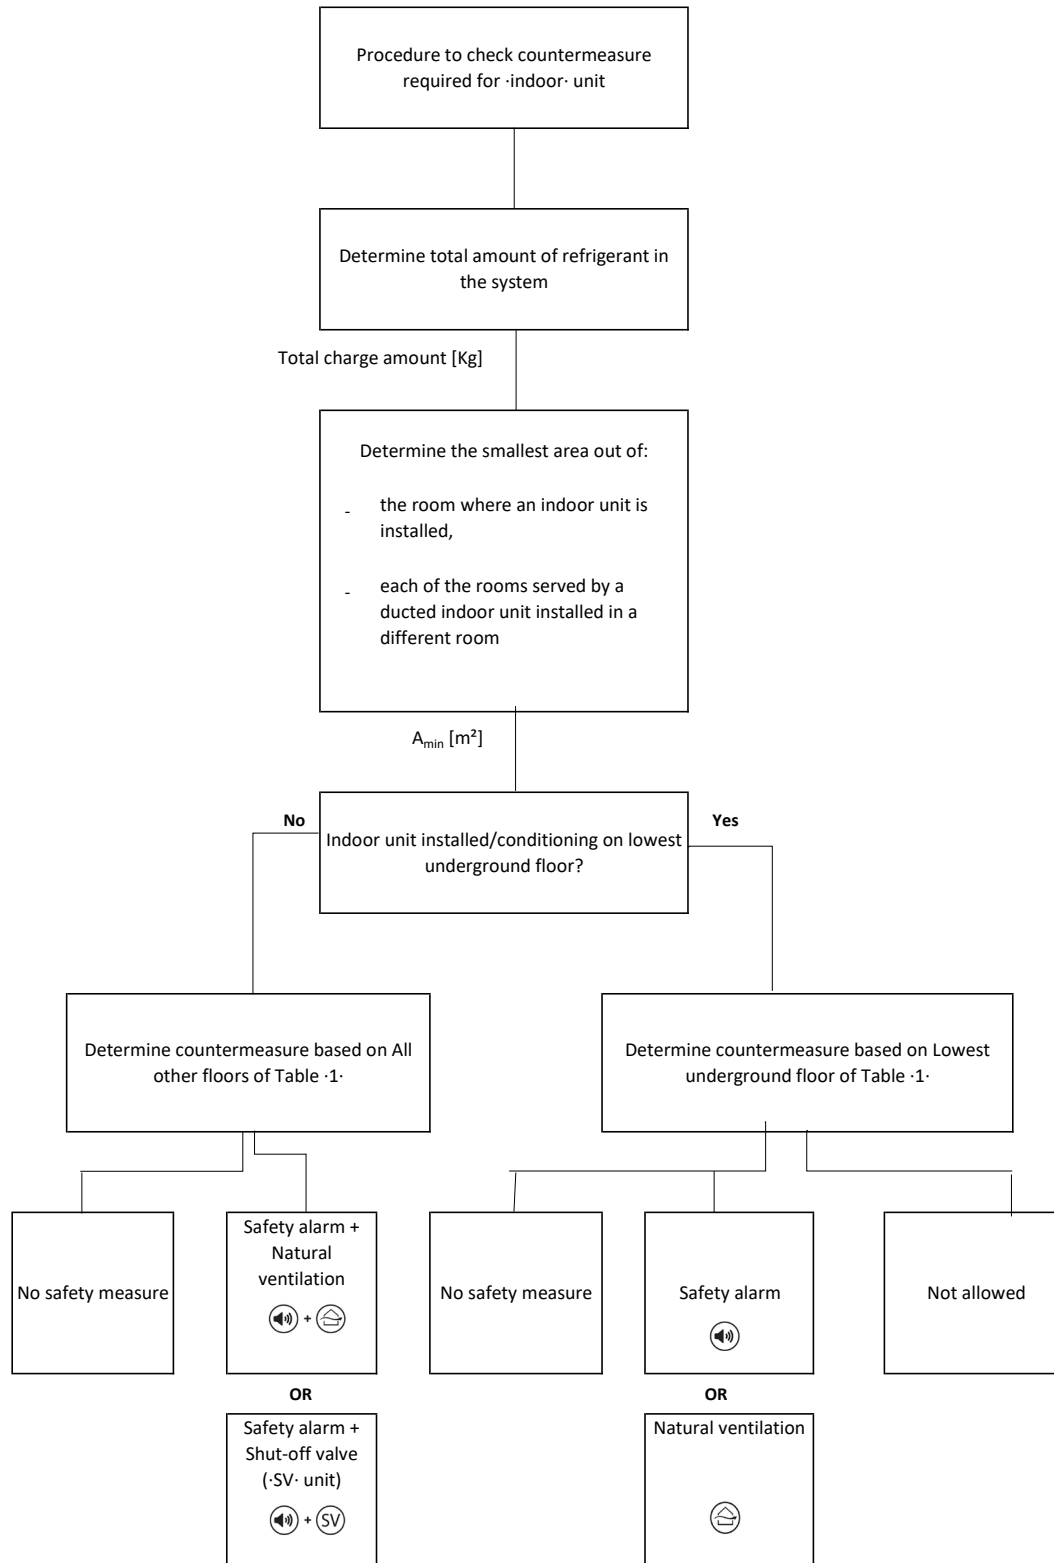 Procedure to check countermeasure
required for ·indoor· unit
Determine total amount of refrigerant in
the system
Total charge amount [Kg]
Determine the smallest area out of:
- the room where an indoor unit is
installed,
- each of the rooms served by a
ducted indoor unit installed in a
different room
Amin [m²]
No
Yes
Indoor unit installed/conditioning on lowest
underground floor?
Determine countermeasure based on All
other floors of Table ·1·
Determine countermeasure based on Lowest
underground floor of Table ·1·
No safety measure
Safety alarm +
Natural
ventilation
+
No safety measure
Safety alarm
Not allowed
OR
OR
Safety alarm +
Shut-off valve
(·SV· unit)
+ SV
Natural ventilation